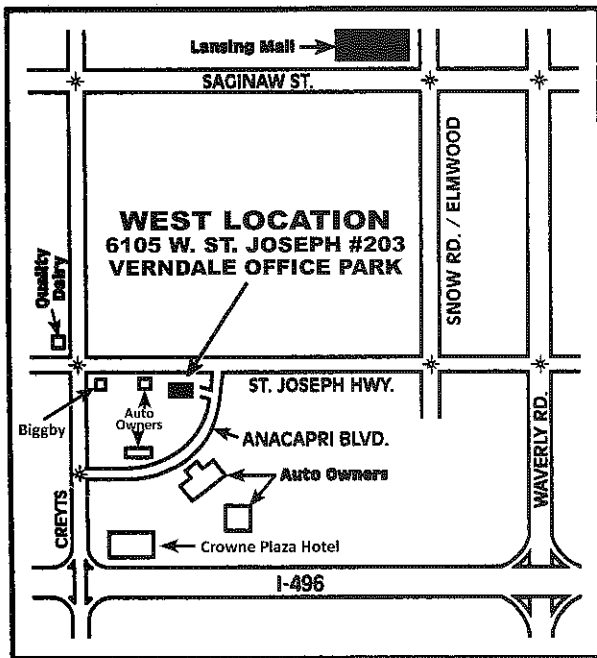 Lansing Mall
SAGINAW ST.
SNOW RD. / ELMWOOD
WEST LOCATION
6105 W. ST. JOSEPH #203
VERNDALE OFFICE PARK
Quality
Dairy
ST. JOSEPH HWY.
Biggby
Auto
Owners
ANACAPRI BLVD.
WAVERLY RD.
Auto Owners
CREYTS
Crowne Plaza Hotel
I-496